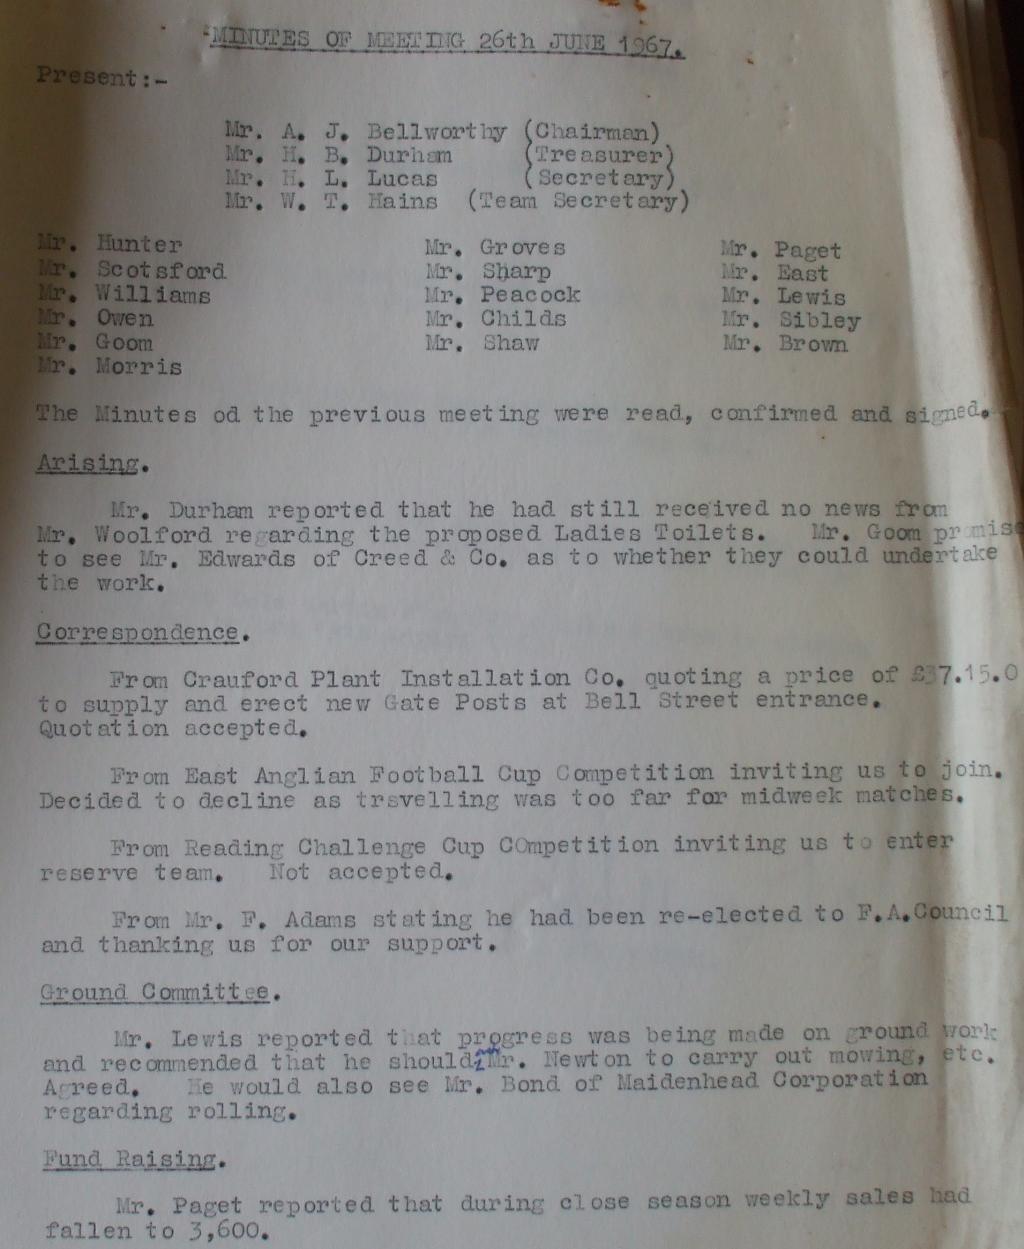 MINUTES OF MEETING 26th JUNE 1967.
Present:-
Mr. A. J. Bellworthy (Chairman)
Mr. H. B. Durham (Treasurer)
Mr. H. L. Lucas (Secretary)
Mr. W. T. Hains (Team Secretary)
Mr. Hunter Mr. Groves Mr. Paget
Mr. Scotsford Mr. Sharp Mr. East
Mr. Williams Mr. Peacock Mr. Lewis
Mr. Owen Mr. Childs Mr. Sibley
Mr. Goom Mr. Shaw Mr. Brown
Mr. Morris
The Minutes od the previous meeting were read, confirmed and signed.
Arising.
Mr. Durham reported that he had still received no news from
Mr. Woolford regarding the proposed Ladies Toilets. Mr. Goom promise
to see Mr. Edwards of Creed & Co. as to whether they could undertake
the work.
Correspondence.
From Crauford Plant Installation Co. quoting a price of £37.15.0
to supply and erect new Gate Posts at Bell Street entrance.
Quotation accepted.
From East Anglian Football Cup Competition inviting us to join.
Decided to decline as trsvelling was too far for midweek matches.
From Reading Challenge Cup COmpetition inviting us to enter
reserve team. Not accepted.
From Mr. F. Adams stating he had been re-elected to F.A.Council
and thanking us for our support.
Ground Committee.
Mr. Lewis reported that progress was being made on ground work
and recommended that he should Mr. Newton to carry out mowing, etc.
Agreed. He would also see Mr. Bond of Maidenhead Corporation
regarding rolling.
Fund Raising.
Mr. Paget reported that during close season weekly sales had
fallen to 3,600.